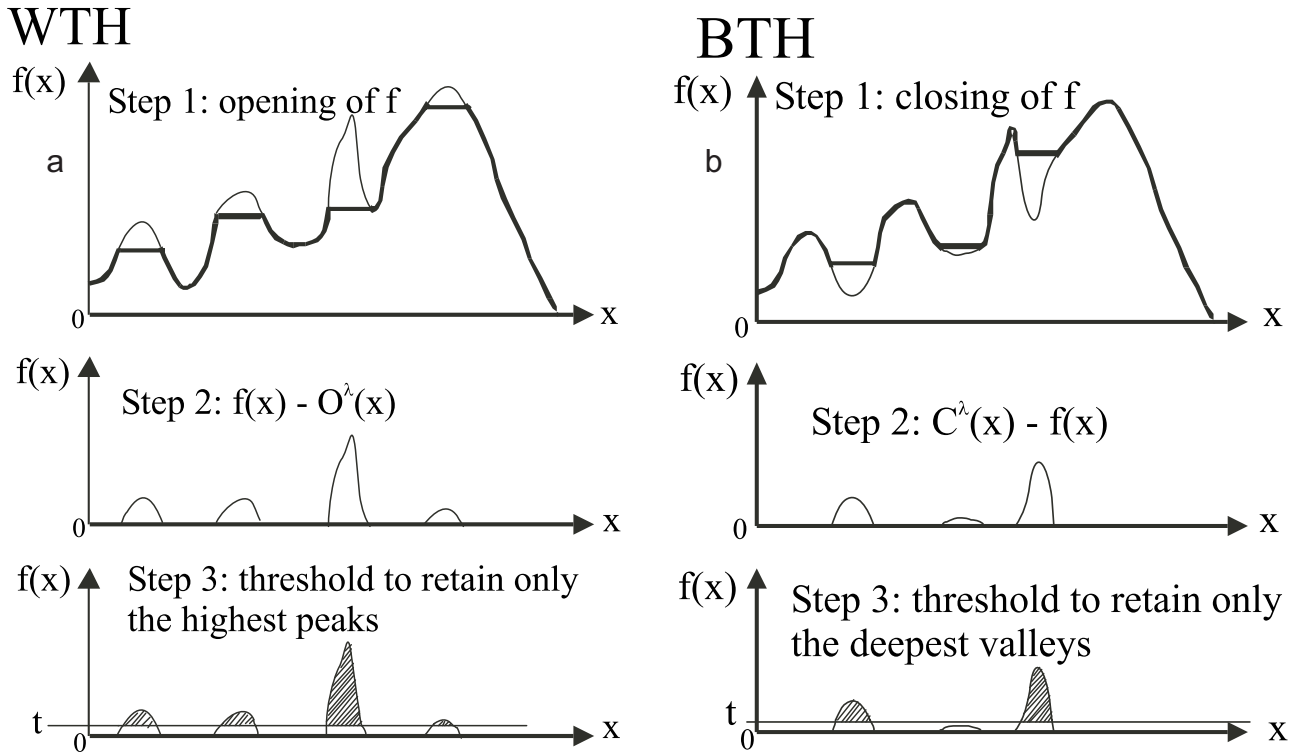 WTH
f(x)
Step 1: opening of f
a
0
x
f(x)
Step 2: f(x) - Oλ(x)
0
x
f(x)
Step 3: threshold to retain only
the highest peaks
t
0
x
BTH
f(x)
Step 1: closing of f
b
0
x
f(x)
Step 2: Cλ(x) - f(x)
0
x
f(x)
Step 3: threshold to retain only
the deepest valleys
t
0
x